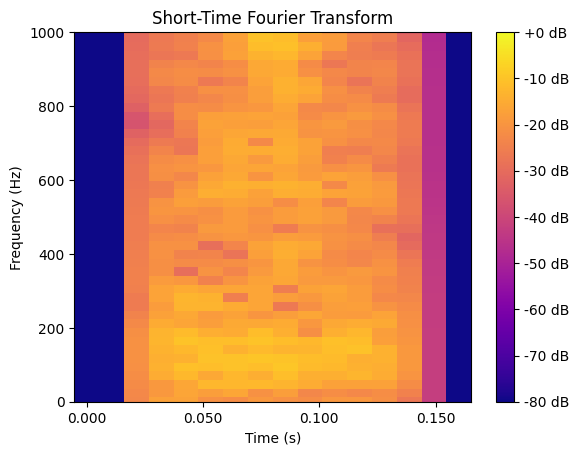 Short-Time Fourier Transform
Frequency (Hz)
1000
800
600
400
200
0
0.000
0.050
0.100
0.150
Time (s)
+0 dB
-10 dB
-20 dB
-30 dB
-40 dB
-50 dB
-60 dB
-70 dB
-80 dB